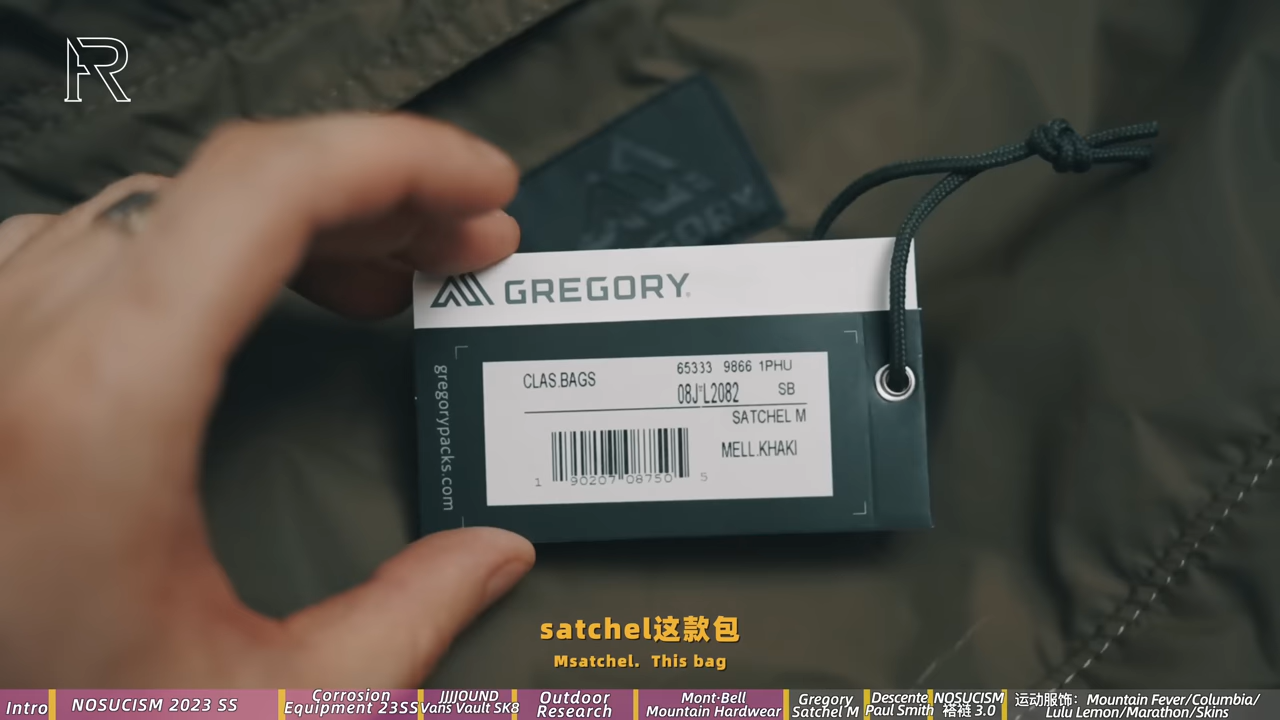 R
GREGORY
gregorypacks.com
CLAS.BAGS
65333 9866 1PHU
08J*L2082 SB
SATCHEL M
MELL.KHAKI
1 90207 08750 5
satchel这款包
Msatchel. This bag
Intro
NOSUCISM 2023 SS
Corrosion
Equipment 23SS
JJJJOUND
Vans Vault SK8
Outdoor
Research
Mont-Bell
Mountain Hardwear
Gregory
Satchel M
Descente
Paul Smith
NOSUCISM
褡裢 3.0
运动服饰：Mountain Fever/Columbia/
Lulu Lemon/Marathon/Skins